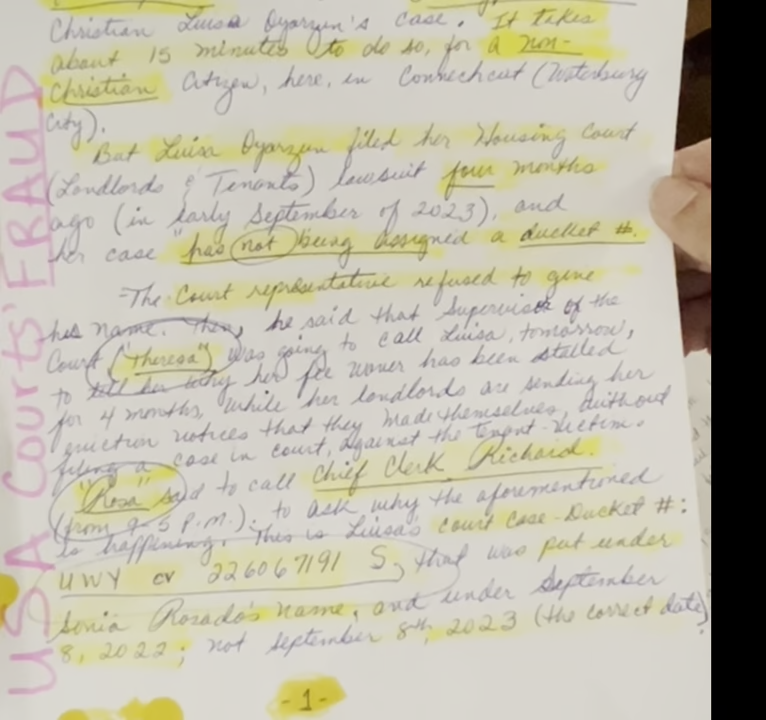 Christian Luisa Oyarzun's case. It takes
about 15 minutes to do so, for a non-
Christian Citizen, here, in Connecticut (Waterbury
City).
But Luisa Oyarzun filed her Housing Court
(Landlords & Tenants) lawsuit four months
ago (in early September of 2023), and
her case "has not being assigned a ducket #.
-The Court representative refused to give
his name. Then, he said that Supervisor of the
Court ("Theresa") was going to call Luisa, tomorrow,
to tell her why her fee waver has been stalled
for 4 months, while her landlords are sending her
eviction notices that they made themselves, without
filing a case in court, against the tenant-victim.
"Rosa" said to call Chief Clerk Richard.
(from 9-5 P.M.); to ask why the aforementioned
is happening. This is Luisa's court case-Ducket #:
UWY CV 226067191 S, that was put under
Sonia Rosado's name, and under September
8, 2022; not September 8th, 2023 (the correct date)
-1-
USA Courts' FRAUD